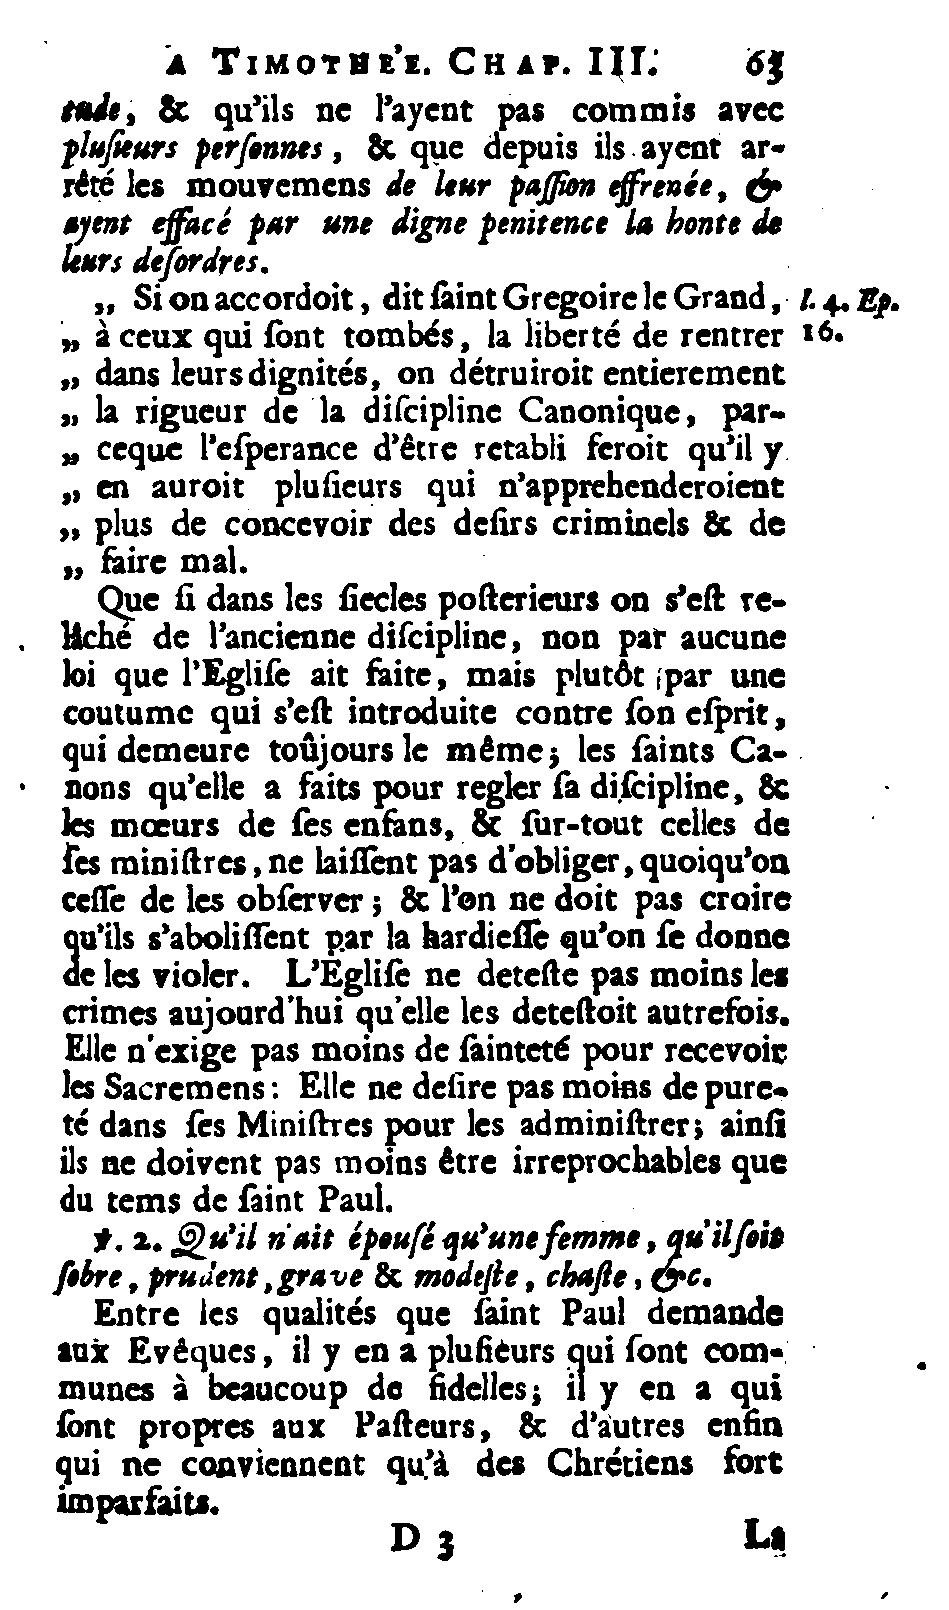 A TIMOTHE'E. CHAP. III. 63
tude, & qu'ils ne l'ayent pas commis avec
pluſieurs perſonnes, & que depuis ils ayent ar-
rêté les mouvemens de leur paſſion effrenée, &
ayent effacé par une digne penitence la honte de
leurs deſordres.
„ Si on accordoit, dit ſaint Gregoire le Grand, l. 4. Ep.
„ à ceux qui ſont tombés, la liberté de rentrer 16.
„ dans leurs dignités, on détruiroit entierement
„ la rigueur de la diſcipline Canonique, par-
„ ceque l'eſperance d'être retabli feroit qu'il y
„ en auroit pluſieurs qui n'apprehenderoient
„ plus de concevoir des deſirs criminels & de
„ faire mal.
Que ſi dans les ſiecles poſterieurs on s'eſt re-
lâché de l'ancienne diſcipline, non par aucune
loi que l'Egliſe ait faite, mais plutôt par une
coutume qui s'eſt introduite contre ſon eſprit,
qui demeure toûjours le même; les ſaints Ca-
nons qu'elle a faits pour regler ſa diſcipline, &
les mœurs de ſes enfans, & ſur-tout celles de
ſes miniſtres, ne laiſſent pas d'obliger, quoiqu'on
ceſſe de les obſerver; & l'on ne doit pas croire
qu'ils s'aboliſſent par la hardieſſe qu'on ſe donne
de les violer. L'Egliſe ne deteſte pas moins les
crimes aujourd'hui qu'elle les deteſtoit autrefois.
Elle n'exige pas moins de ſainteté pour recevoir
les Sacremens: Elle ne deſire pas moins de pure-
té dans ſes Miniſtres pour les adminiſtrer; ainſi
ils ne doivent pas moins être irreprochables que
du tems de ſaint Paul.
℣. 2. Qu'il n'ait épouſé qu'une femme, qu'il ſoit
ſobre, prudent, grave & modeſte, chaſte, &c.
Entre les qualités que ſaint Paul demande
aux Evêques, il y en a pluſieurs qui ſont com-
munes à beaucoup de fidelles; il y en a qui
ſont propres aux Paſteurs, & d'autres enfin
qui ne conviennent qu'à des Chrétiens fort
imparfaits.
D 3 La